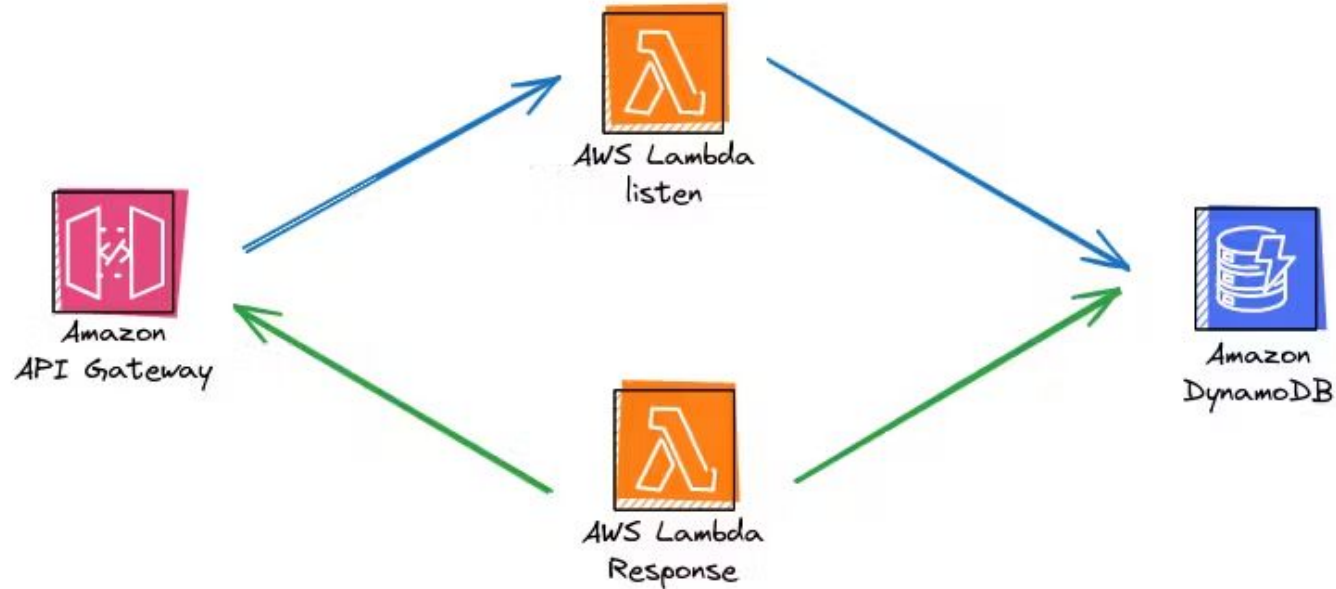 AWS Lambda
listen
Amazon
API Gateway
Amazon
DynamoDB
AWS Lambda
Response